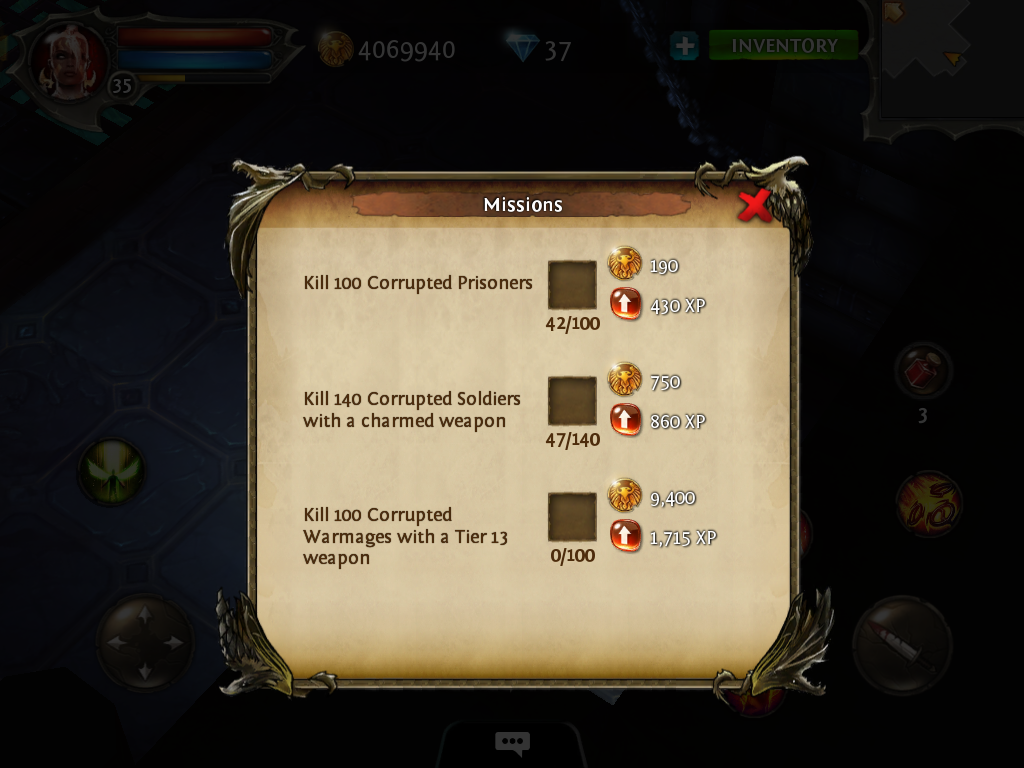 4069940
37
INVENTORY
35
Missions
Kill 100 Corrupted Prisoners
190
430 XP
42/100
Kill 140 Corrupted Soldiers
with a charmed weapon
750
860 XP
47/140
3
Kill 100 Corrupted
Warmages with a Tier 13
weapon
9,400
1,715 XP
0/100